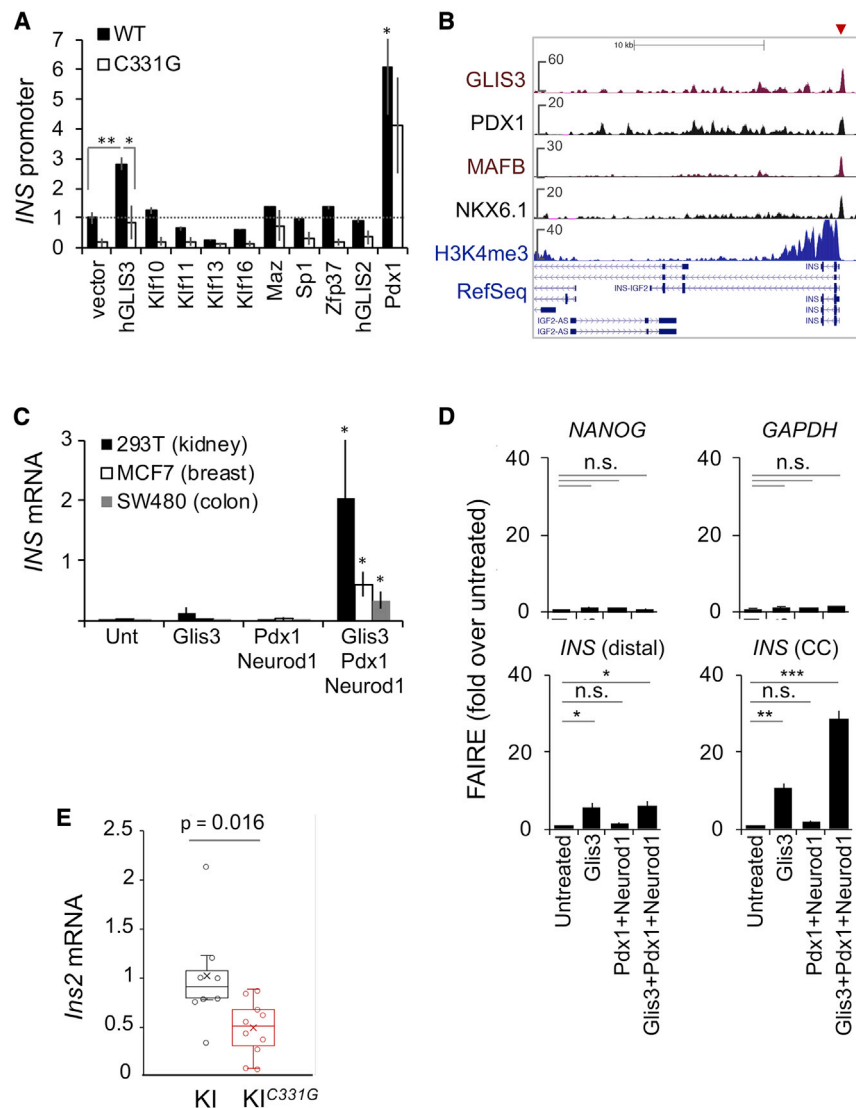 A
WT
C331G
INS promoter
7
6
5
4
3
2
1
0
*
** *
vector
hGLIS3
Klf10
Klf11
Klf13
Klf16
Maz
Sp1
Zfp37
hGLIS2
Pdx1
B
10 kb
GLIS3
60
PDX1
20
MAFB
30
NKX6.1
20
H3K4me3
40
INS
RefSeq
INS-IGF2
INS
INS
IGF2-AS
INS
IGF2-AS
C
293T (kidney)
MCF7 (breast)
SW480 (colon)
INS mRNA
3
2
1
*
*
*
Unt
Glis3
Pdx1
Neurod1
Glis3
Pdx1
Neurod1
D
FAIRE (fold over untreated)
NANOG
n.s.
40
20
0
GAPDH
n.s.
40
20
0
INS (distal)
*
n.s.
*
40
20
0
INS (CC)
***
n.s.
**
40
20
0
Untreated
Glis3
Pdx1+Neurod1
Glis3+Pdx1+Neurod1
Untreated
Glis3
Pdx1+Neurod1
Glis3+Pdx1+Neurod1
E
p = 0.016
Ins2 mRNA
2.5
2
1.5
1
0.5
0
KI
KI C331G